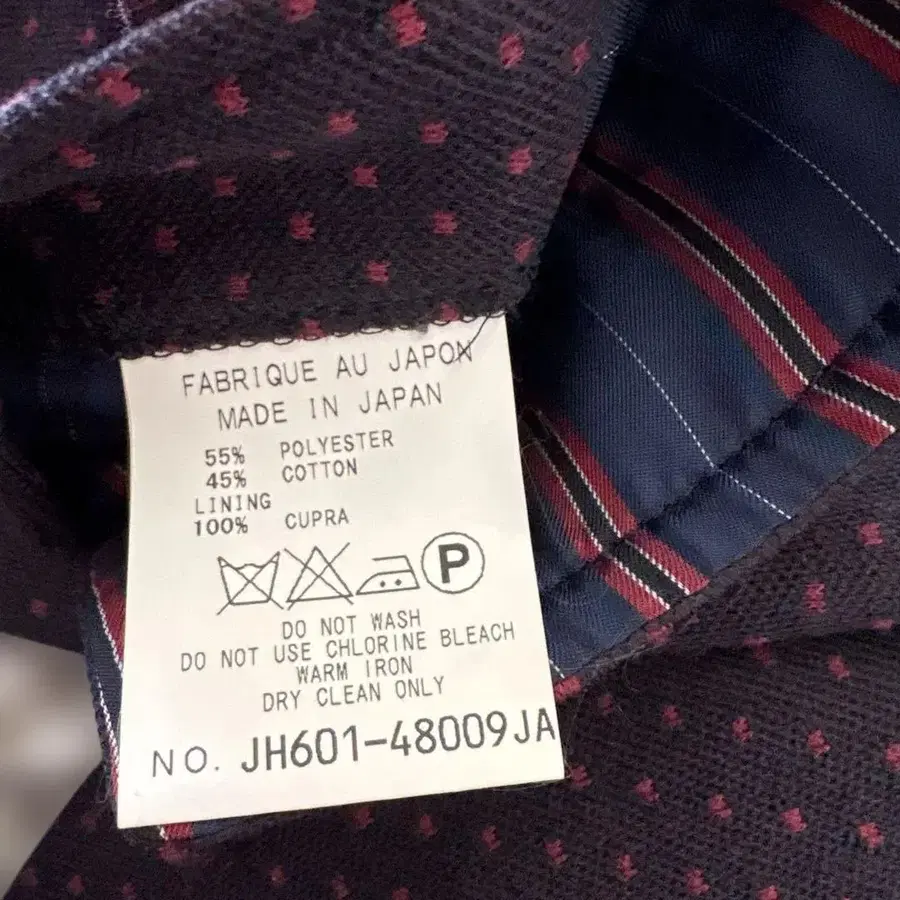 FABRIQUE AU JAPON
MADE IN JAPAN
55% POLYESTER
45% COTTON
LINING
100% CUPRA
P
DO NOT WASH
DO NOT USE CHLORINE BLEACH
WARM IRON
DRY CLEAN ONLY
NO. JH601-48009JA